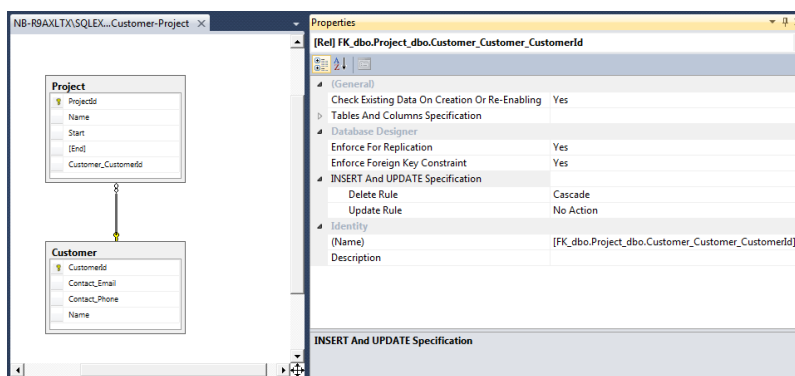 NB-R9AXLTX\SQLEX...Customer-Project
Project
ProjectId
Name
Start
[End]
Customer_CustomerId
Customer
CustomerId
Contact_Email
Contact_Phone
Name
Properties
[Rel] FK_dbo.Project_dbo.Customer_Customer_CustomerId
(General)
Check Existing Data On Creation Or Re-Enabling Yes
Tables And Columns Specification
Database Designer
Enforce For Replication Yes
Enforce Foreign Key Constraint Yes
INSERT And UPDATE Specification
Delete Rule Cascade
Update Rule No Action
Identity
(Name) [FK_dbo.Project_dbo.Customer_Customer_CustomerId]
Description
INSERT And UPDATE Specification